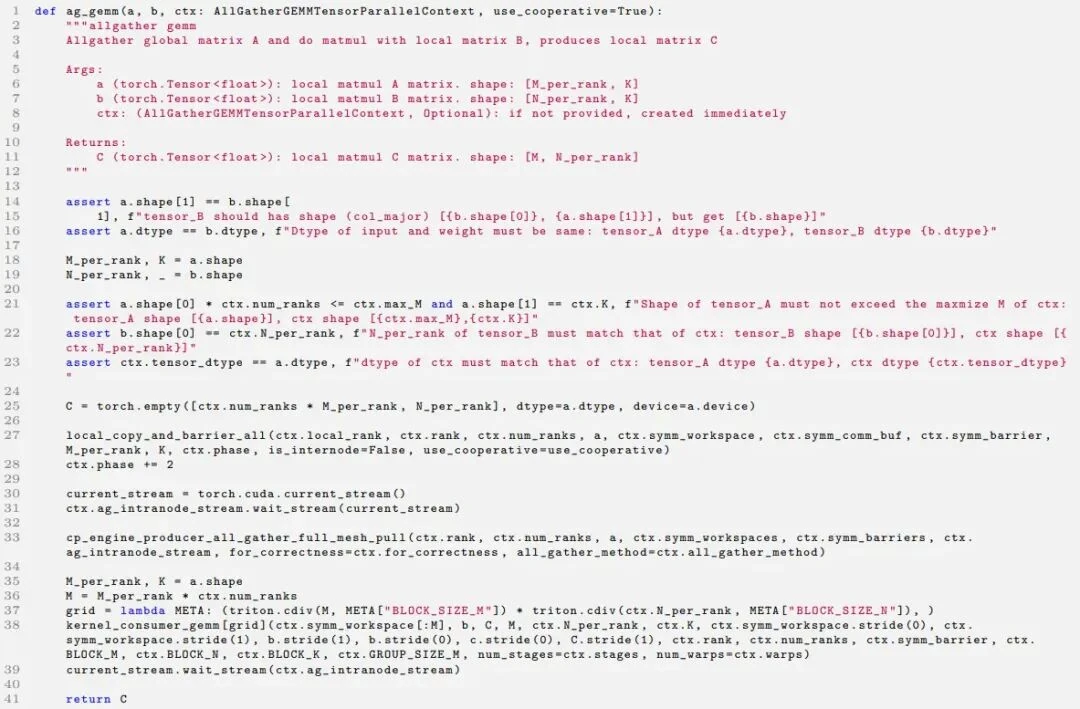 1 def ag_gemm(a, b, ctx: AllGatherGEMMTensorParallelContext, use_cooperative=True):
2     """allgather gemm
3     Allgather global matrix A and do matmul with local matrix B, produces local matrix C
4
5     Args:
6         a (torch.Tensor<float>): local matmul A matrix. shape: [M_per_rank, K]
7         b (torch.Tensor<float>): local matmul B matrix. shape: [N_per_rank, K]
8         ctx: (AllGatherGEMMTensorParallelContext, Optional): if not provided, created immediately
9
10     Returns:
11         C (torch.Tensor<float>): local matmul C matrix. shape: [M, N_per_rank]
12     """
13
14     assert a.shape[1] == b.shape[
15         1], f"tensor_B should has shape (col_major) [{b.shape[0]}, {a.shape[1]}], but get [{b.shape}]"
16     assert a.dtype == b.dtype, f"Dtype of input and weight must be same: tensor_A dtype {a.dtype}, tensor_B dtype {b.dtype}"
17
18     M_per_rank, K = a.shape
19     N_per_rank, _ = b.shape
20
21     assert a.shape[0] * ctx.num_ranks <= ctx.max_M and a.shape[1] == ctx.K, f"Shape of tensor_A must not exceed the maxmize M of ctx:
tensor_A shape [{a.shape}], ctx shape [{ctx.max_M},{ctx.K}]"
22     assert b.shape[0] == ctx.N_per_rank, f"N_per_rank of tensor_B must match that of ctx: tensor_B shape [{b.shape[0]}], ctx shape [{
ctx.N_per_rank}]"
23     assert ctx.tensor_dtype == a.dtype, f"dtype of ctx must match that of ctx: tensor_A dtype {a.dtype}, ctx dtype {ctx.tensor_dtype}
"
24
25     C = torch.empty([ctx.num_ranks * M_per_rank, N_per_rank], dtype=a.dtype, device=a.device)
26
27     local_copy_and_barrier_all(ctx.local_rank, ctx.rank, ctx.num_ranks, a, ctx.symm_workspace, ctx.symm_comm_buf, ctx.symm_barrier,
M_per_rank, K, ctx.phase, is_internode=False, use_cooperative=use_cooperative)
28     ctx.phase += 2
29
30     current_stream = torch.cuda.current_stream()
31     ctx.ag_intranode_stream.wait_stream(current_stream)
32
33     cp_engine_producer_all_gather_full_mesh_pull(ctx.rank, ctx.num_ranks, a, ctx.symm_workspaces, ctx.symm_barriers, ctx.
ag_intranode_stream, for_correctness=ctx.for_correctness, all_gather_method=ctx.all_gather_method)
34
35     M_per_rank, K = a.shape
36     M = M_per_rank * ctx.num_ranks
37     grid = lambda META: (triton.cdiv(M, META["BLOCK_SIZE_M"]) * triton.cdiv(ctx.N_per_rank, META["BLOCK_SIZE_N"]), )
38     kernel_consumer_gemm[grid](ctx.symm_workspace[:M], b, C, M, ctx.N_per_rank, ctx.K, ctx.symm_workspace.stride(0), ctx.
symm_workspace.stride(1), b.stride(1), b.stride(0), c.stride(0), C.stride(1), ctx.rank, ctx.num_ranks, ctx.symm_barrier, ctx.
BLOCK_M, ctx.BLOCK_N, ctx.BLOCK_K, ctx.GROUP_SIZE_M, num_stages=ctx.stages, num_warps=ctx.warps)
39     current_stream.wait_stream(ctx.ag_intranode_stream)
40
41     return C